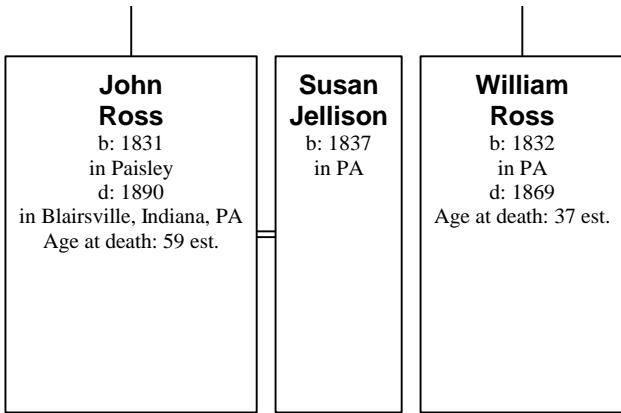 John
Ross
b: 1831
in Paisley
d: 1890
in Blairsville, Indiana, PA
Age at death: 59 est.
Susan
Jellison
b: 1837
in PA
William
Ross
b: 1832
in PA
d: 1869
Age at death: 37 est.